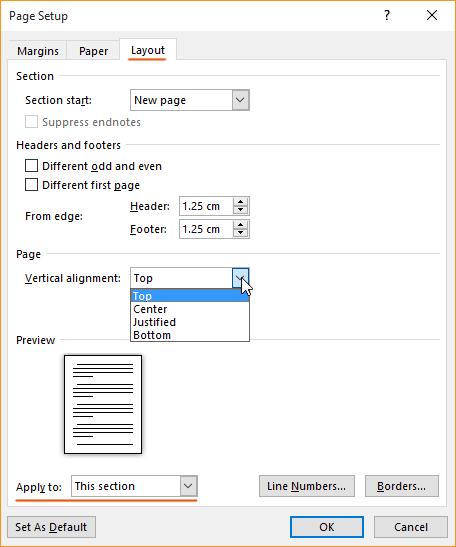 Page Setup
Margins Paper Layout
Section
Section start: New page
Suppress endnotes
Headers and footers
Different odd and even
Different first page
From edge: Header: 1.25 cm
Footer: 1.25 cm
Page
Vertical alignment: Top
Top
Center
Justified
Bottom
Preview
Apply to: This section Line Numbers... Borders...
Set As Default OK Cancel